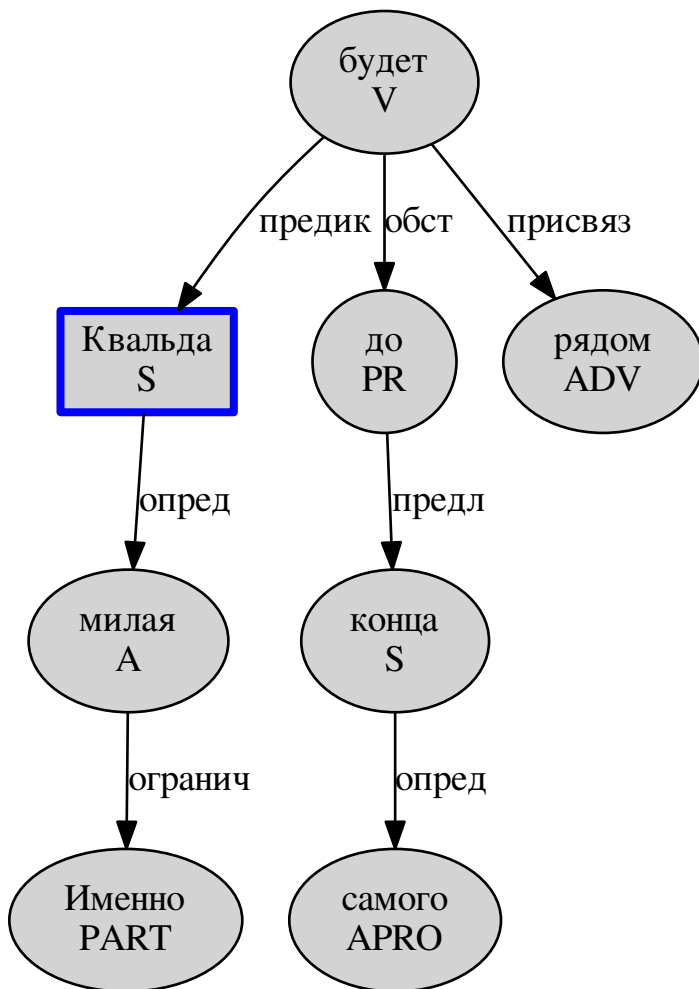 будет
V
предик
обст
присвяз
Квальда
S
до
PR
рядом
ADV
опред
предл
милая
A
конца
S
огранич
опред
Именно
PART
самого
APRO